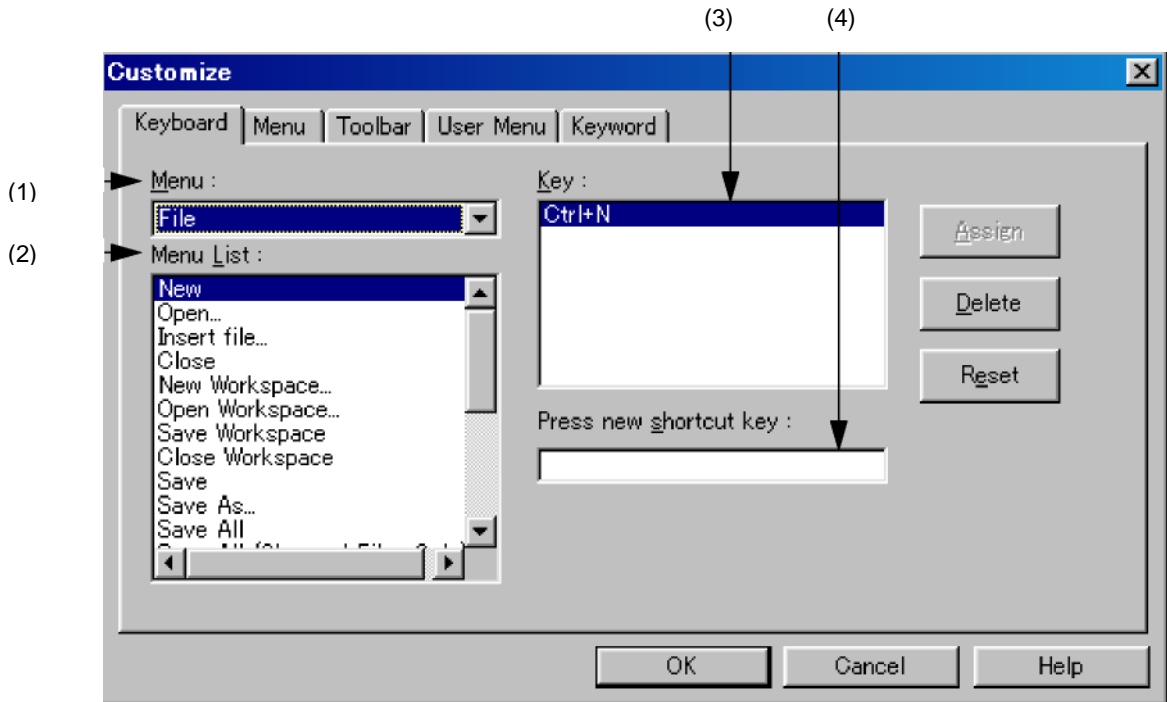 (3) (4)
Customize
Keyboard Menu Toolbar User Menu Keyword
(1)
Menu :
File
(2)
Menu List :
New
Open...
Insert file...
Close
New Workspace...
Open Workspace...
Save Workspace
Close Workspace
Save
Save As...
Save All
Key :
Ctrl+N
Press new shortcut key :
Assign
Delete
Reset
OK Cancel Help